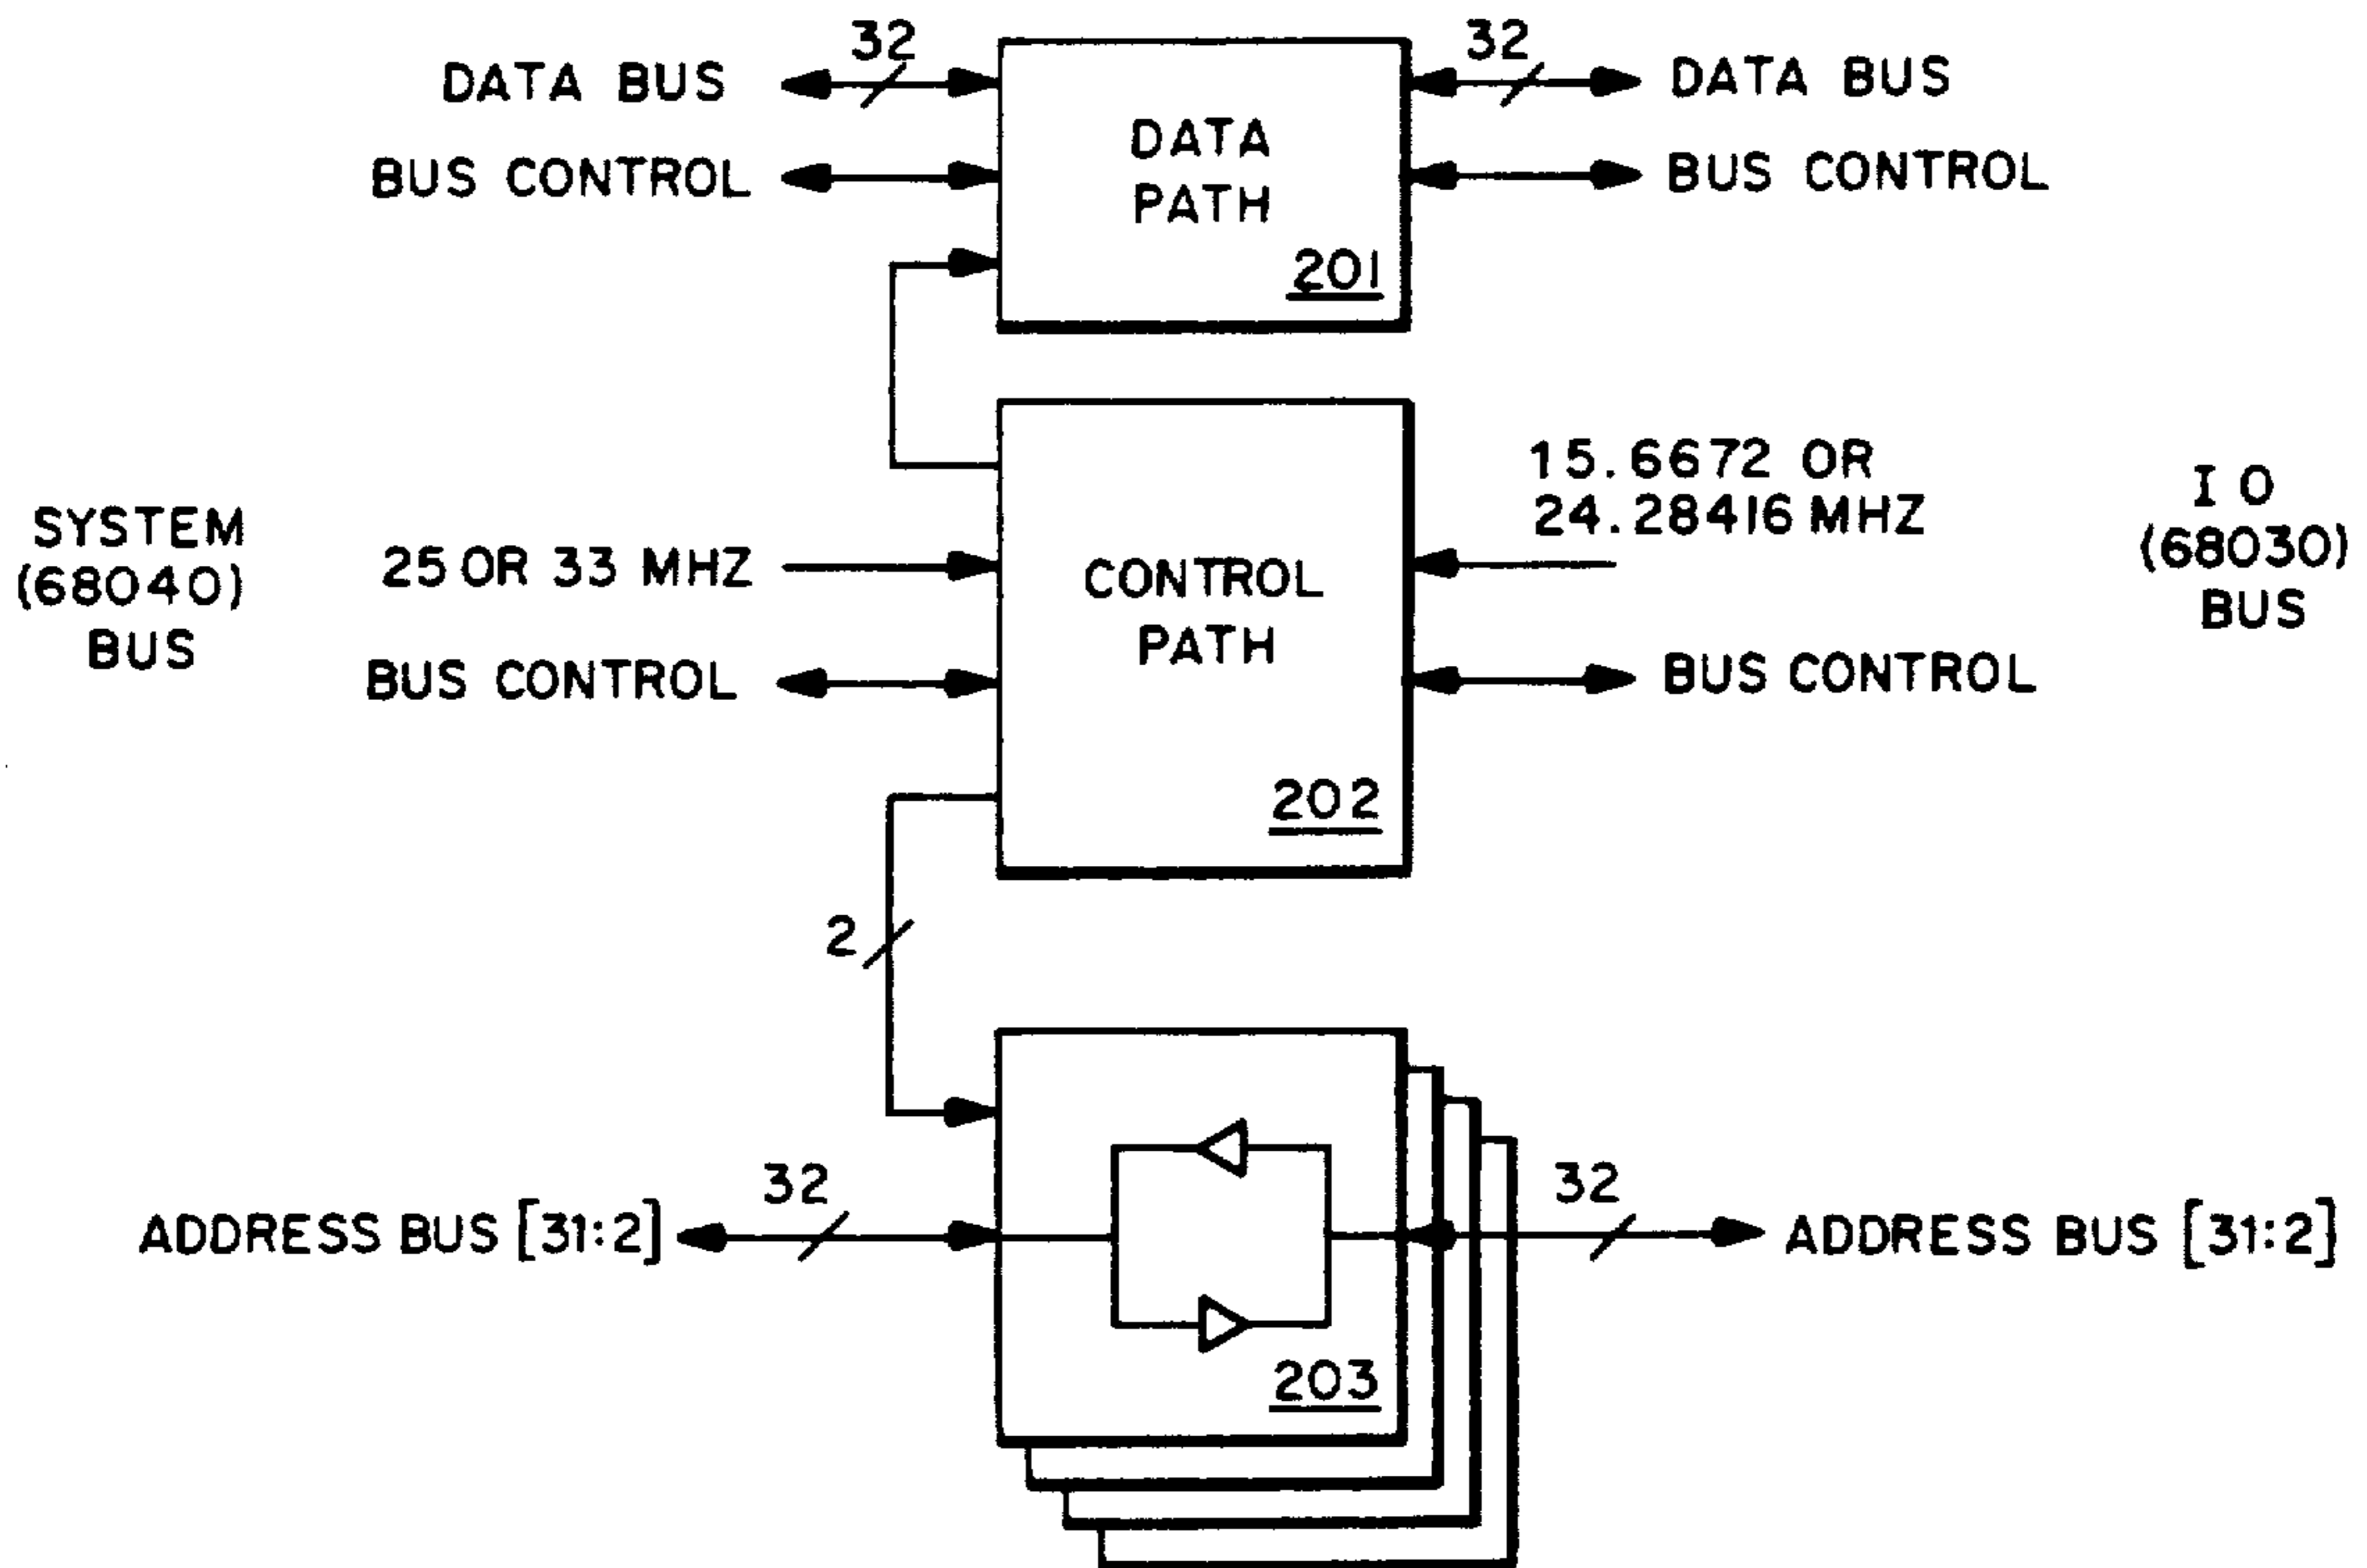 32
32
DATA BUS
DATA BUS
DATA
PATH
BUS CONTROL
BUS CONTROL
201
15.6672 OR
24.28416 MHZ
SYSTEM
(68040)
BUS
25 OR 33 MHZ
CONTROL
PATH
I O
(68030)
BUS
BUS CONTROL
BUS CONTROL
202
2
32
32
ADDRESS BUS [31:2]
ADDRESS BUS [31:2]
203